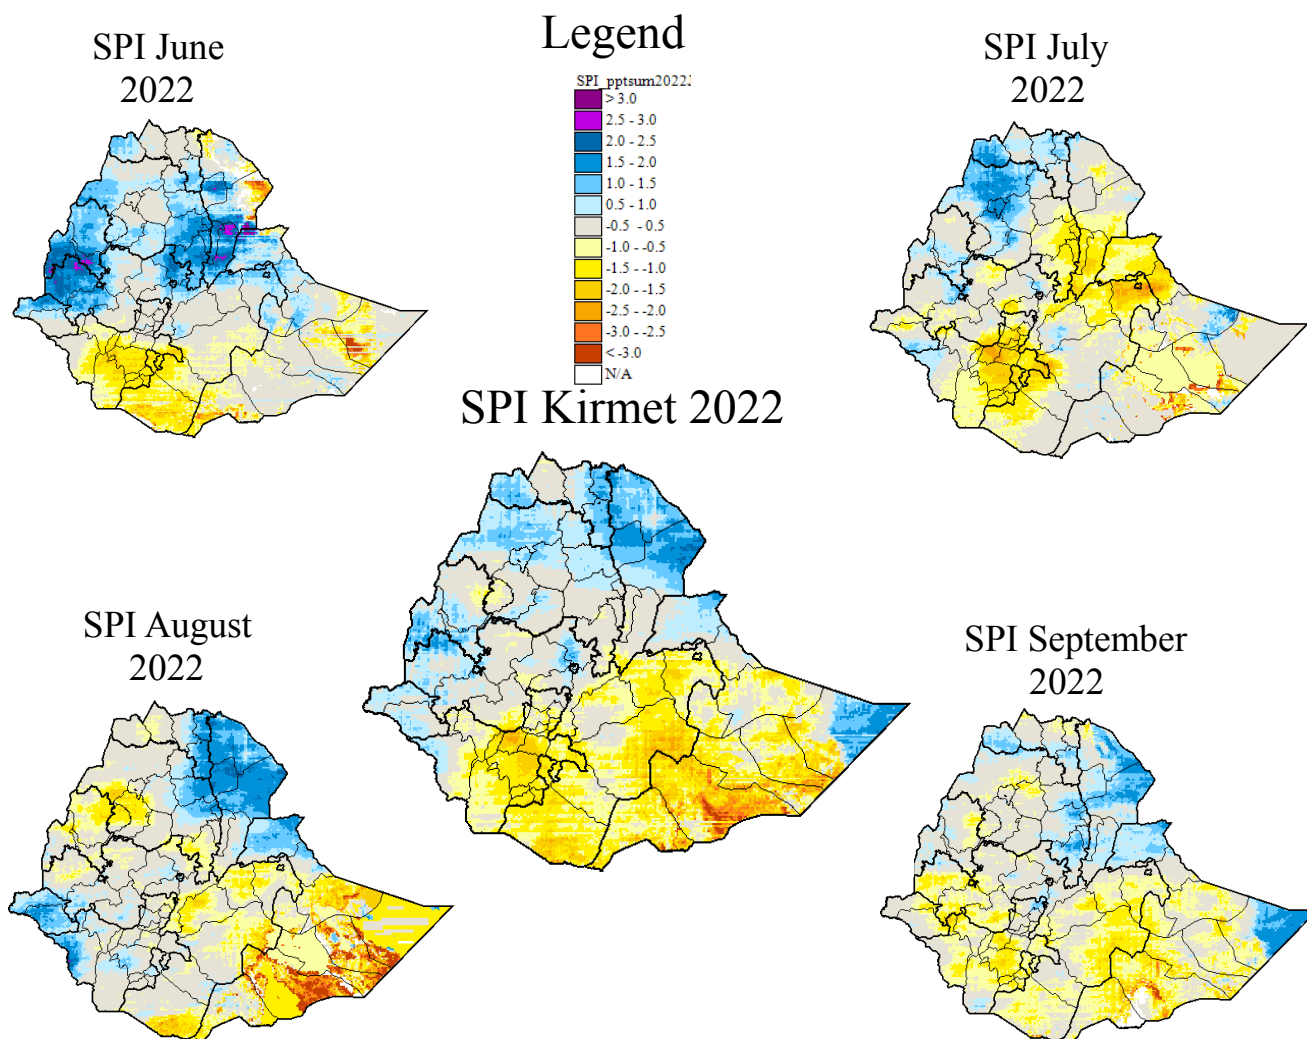 SPI June
2022
Legend
SPI July
2022
SPI_pptsum2022J
> 3.0
2.5 - 3.0
2.0 - 2.5
1.5 - 2.0
1.0 - 1.5
0.5 - 1.0
-0.5 - 0.5
-1.0 - -0.5
-1.5 - -1.0
-2.0 - -1.5
-2.5 - -2.0
-3.0 - -2.5
< -3.0
N/A
SPI Kirmet 2022
SPI August
2022
SPI September
2022